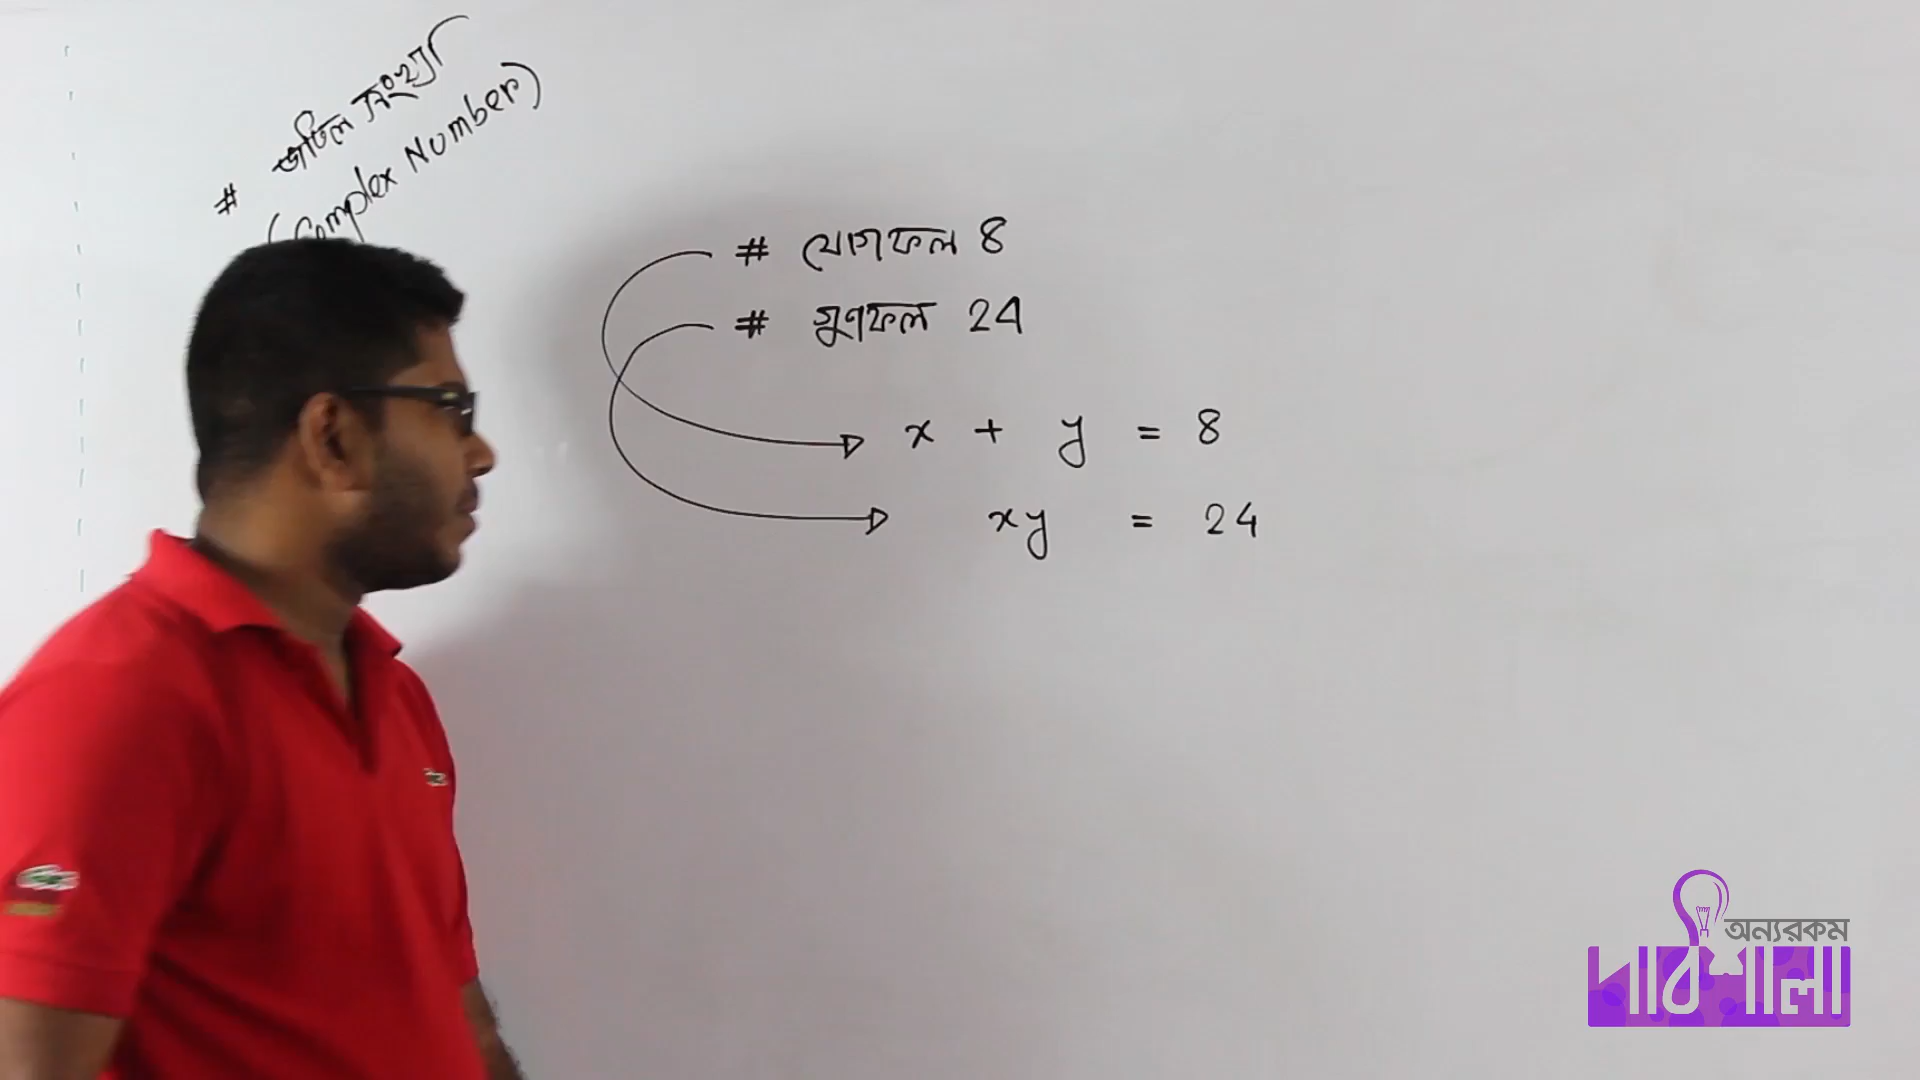 # জটিল সংখ্যা
(Complex Number)
# যোগফল 8
# গুণফল 24
x + y = 8
xy = 24
অন্যরকম
পাঠশালা